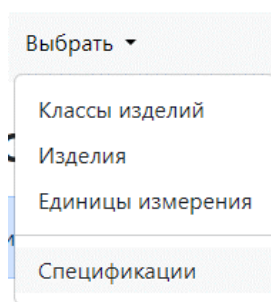 Выбрать
Классы изделий
Изделия
Единицы измерения
Спецификации